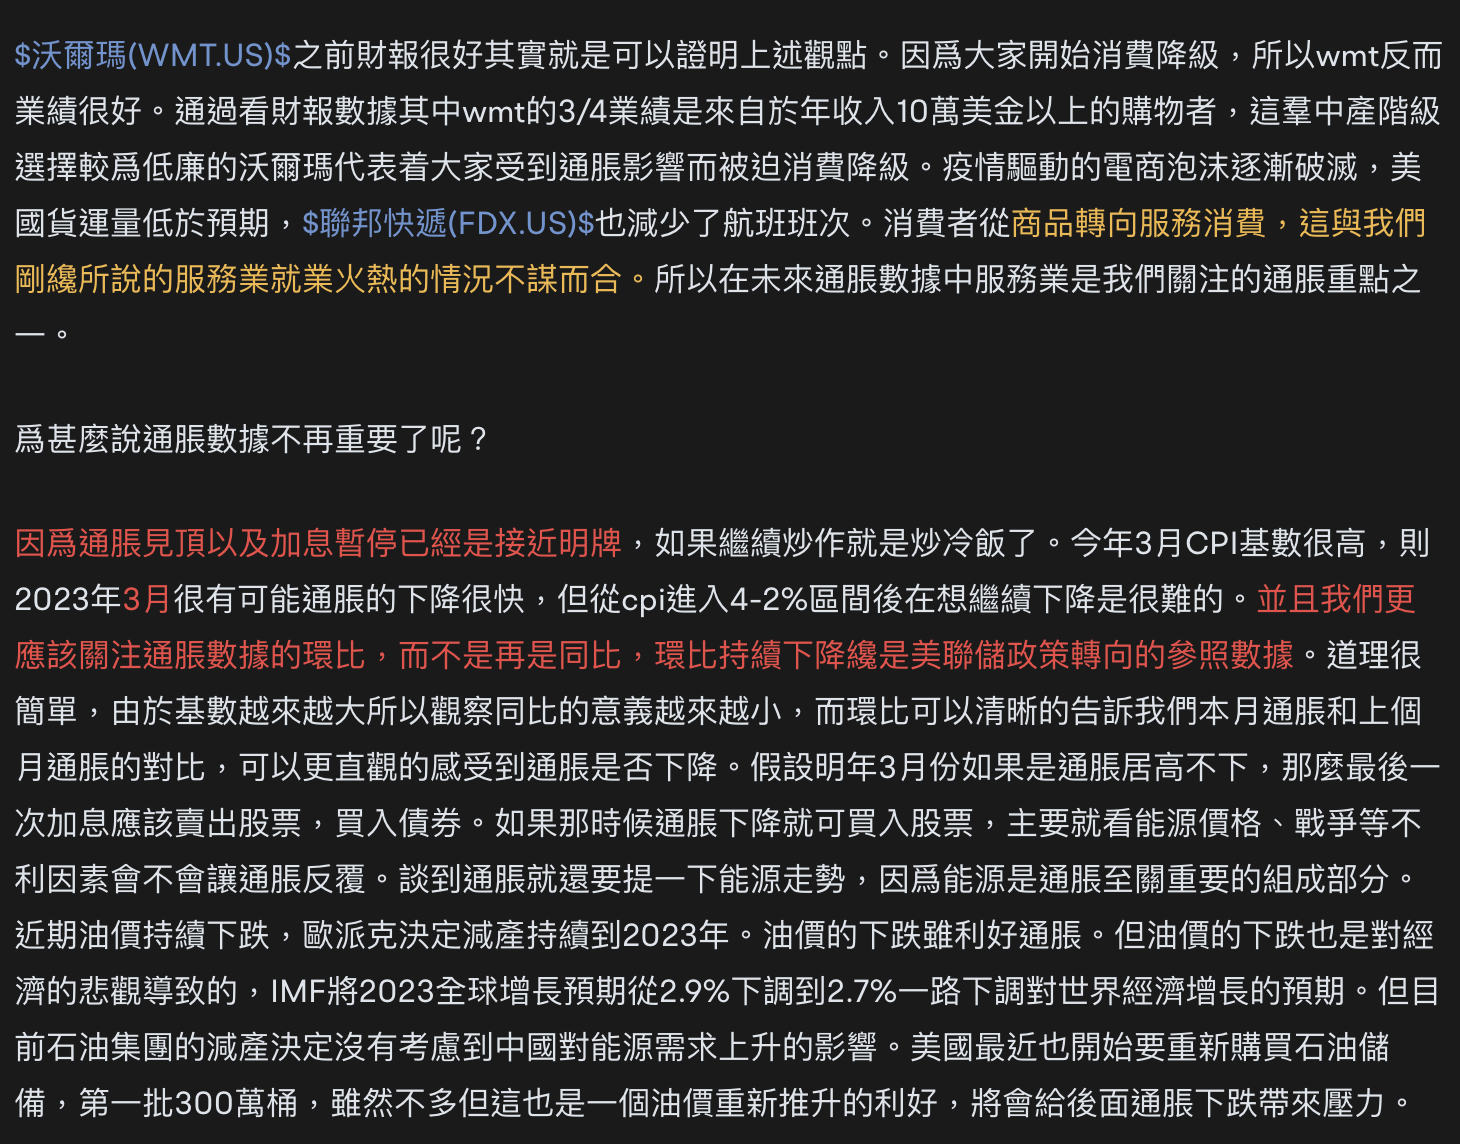 $沃爾瑪(WMT.US)$之前財報很好其實就是可以證明上述觀點。因爲大家開始消費降級，所以wmt反而
業績很好。通過看財報數據其中wmt的3/4業績是來自於年收入10萬美金以上的購物者，這羣中產階級
選擇較爲低廉的沃爾瑪代表着大家受到通脹影響而被迫消費降級。疫情驅動的電商泡沫逐漸破滅，美
國貨運量低於預期，$聯邦快遞(FDX.US)$也減少了航班班次。消費者從商品轉向服務消費，這與我們
剛纔所說的服務業就業火熱的情況不謀而合。所以在未來通脹數據中服務業是我們關注的通脹重點之
一。
爲甚麼說通脹數據不再重要了呢？
因爲通脹見頂以及加息暫停已經是接近明牌，如果繼續炒作就是炒冷飯了。今年3月CPI基數很高，則
2023年3月很有可能通脹的下降很快，但從cpi進入4-2%區間後在想繼續下降是很難的。並且我們更
應該關注通脹數據的環比，而不是再是同比，環比持續下降纔是美聯儲政策轉向的參照數據。道理很
簡單，由於基數越來越大所以觀察同比的意義越來越小，而環比可以清晰的告訴我們本月通脹和上個
月通脹的對比，可以更直觀的感受到通脹是否下降。假設明年3月份如果是通脹居高不下，那麼最後一
次加息應該賣出股票，買入債券。如果那時候通脹下降就可買入股票，主要就看能源價格、戰爭等不
利因素會不會讓通脹反覆。談到通脹就還要提一下能源走勢，因爲能源是通脹至關重要的組成部分。
近期油價持續下跌，歐派克決定減產持續到2023年。油價的下跌雖利好通脹。但油價的下跌也是對經
濟的悲觀導致的，IMF將2023全球增長預期從2.9%下調到2.7%一路下調對世界經濟增長的預期。但目
前石油集團的減產決定沒有考慮到中國對能源需求上升的影響。美國最近也開始要重新購買石油儲
備，第一批300萬桶，雖然不多但這也是一個油價重新推升的利好，將會給後面通脹下跌帶來壓力。